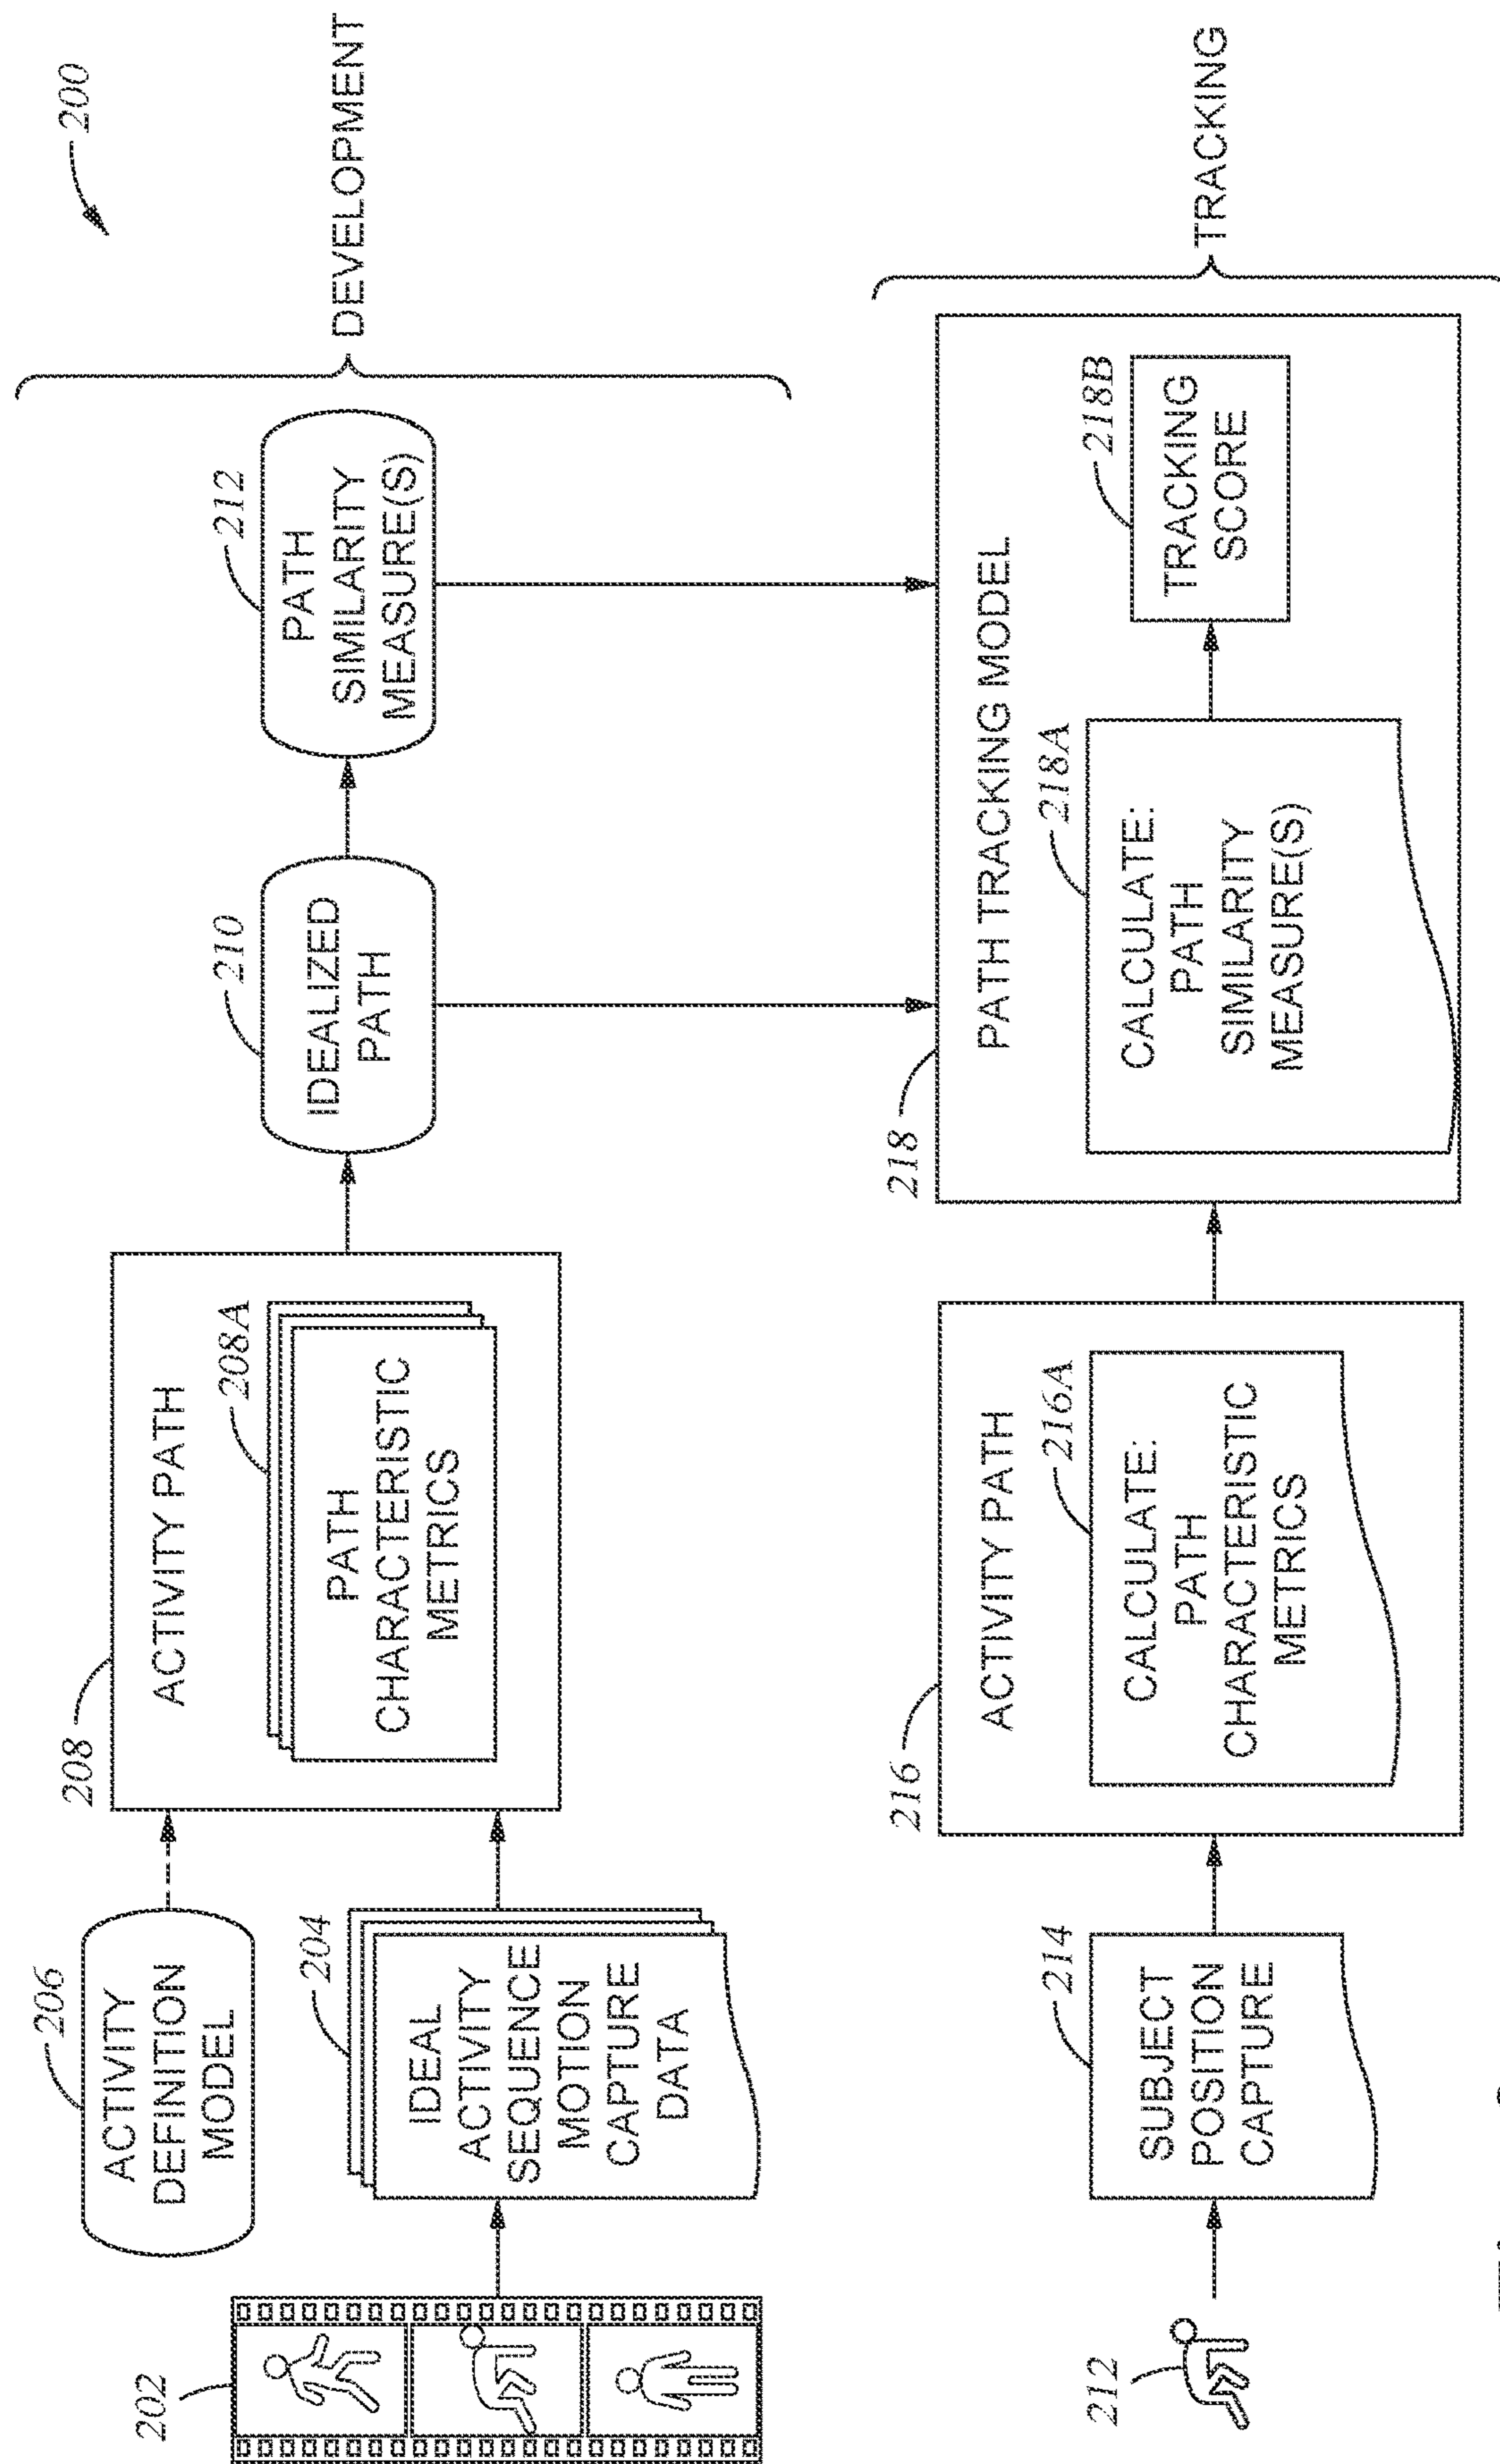 200
DEVELOPMENT
206
ACTIVITY
DEFINITION
MODEL
208
ACTIVITY PATH
208A
PATH
CHARACTERISTIC
METRICS
210
IDEALIZED
PATH
212
PATH
SIMILARITY
MEASURE(S)
202
204
IDEAL
ACTIVITY
SEQUENCE
MOTION
CAPTURE
DATA
TRACKING
212
214
SUBJECT
POSITION
CAPTURE
216
ACTIVITY PATH
216A
CALCULATE:
PATH
CHARACTERISTIC
METRICS
218
PATH TRACKING MODEL
218A
CALCULATE:
PATH
SIMILARITY
MEASURE(S)
218B
TRACKING
SCORE